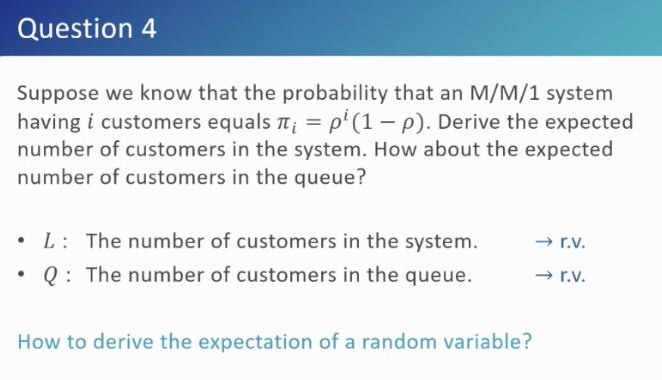 Question 4
Suppose we know that the probability that an M/M/1 system
having i customers equals πᵢ = ρⁱ(1 − ρ). Derive the expected
number of customers in the system. How about the expected
number of customers in the queue?
• L : The number of customers in the system. → r.v.
• Q : The number of customers in the queue. → r.v.
How to derive the expectation of a random variable?